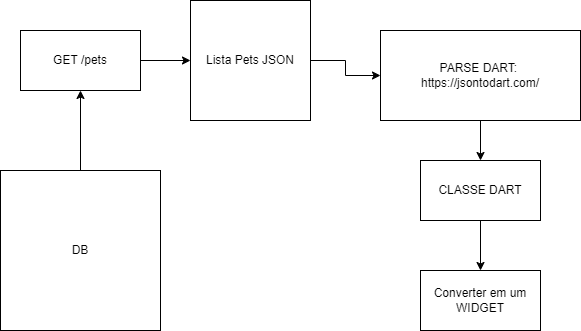 GET /pets
Lista Pets JSON
PARSE DART:
https://jsontodart.com/
CLASSE DART
DB
Converter em um
WIDGET